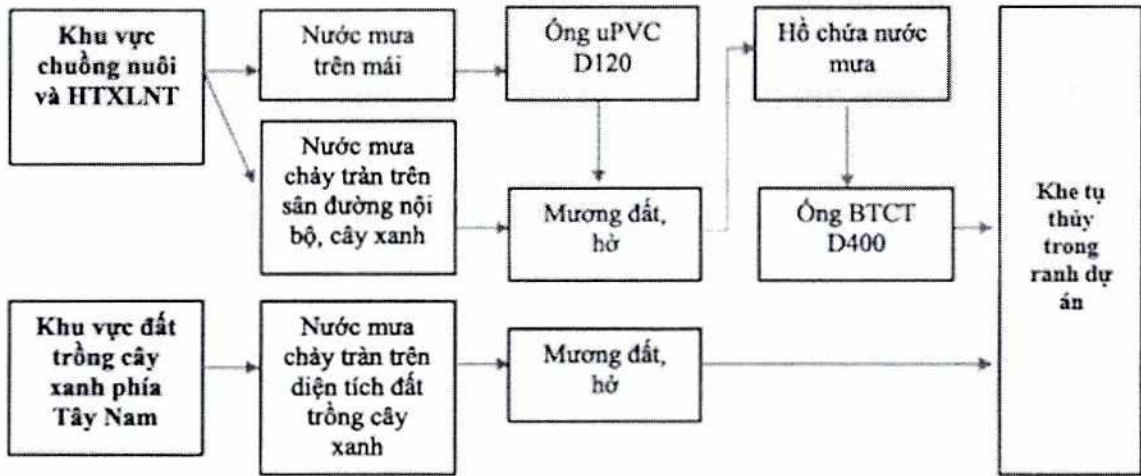 Khu vực
chuồng nuôi
và HTXLNT
Nước mưa
trên mái
Ống uPVC
D120
Hồ chứa nước
mưa
Nước mưa
chảy tràn trên
sân đường nội
bộ, cây xanh
Mương đất,
hở
Ống BTCT
D400
Khe tụ
thủy
trong
ranh dự
án
Khu vực đất
trồng cây
xanh phía
Tây Nam
Nước mưa
chảy tràn trên
diện tích đất
trồng cây
xanh
Mương đất,
hở